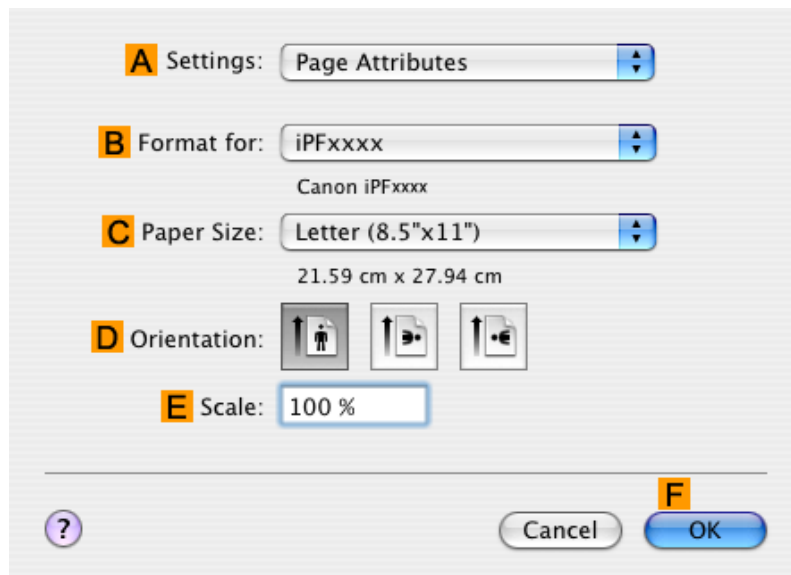 A Settings: Page Attributes
B Format for: iPFxxxx
Canon iPFxxxx
C Paper Size: Letter (8.5"x11")
21.59 cm x 27.94 cm
D Orientation:
E Scale: 100 %
F
? Cancel OK